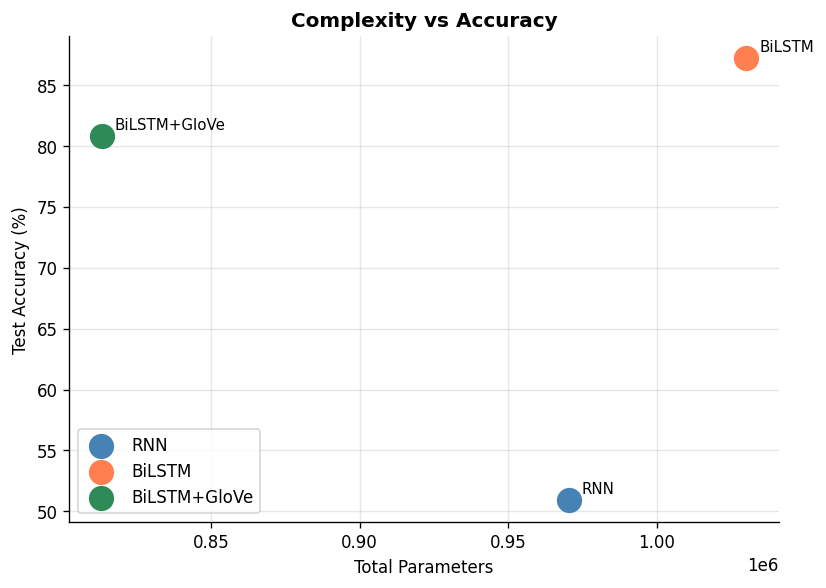 Complexity vs Accuracy
BiLSTM
BiLSTM+GloVe
RNN
Test Accuracy (%)
85
80
75
70
65
60
55
50
RNN
BiLSTM
BiLSTM+GloVe
0.85
0.90
0.95
1.00
1e6
Total Parameters